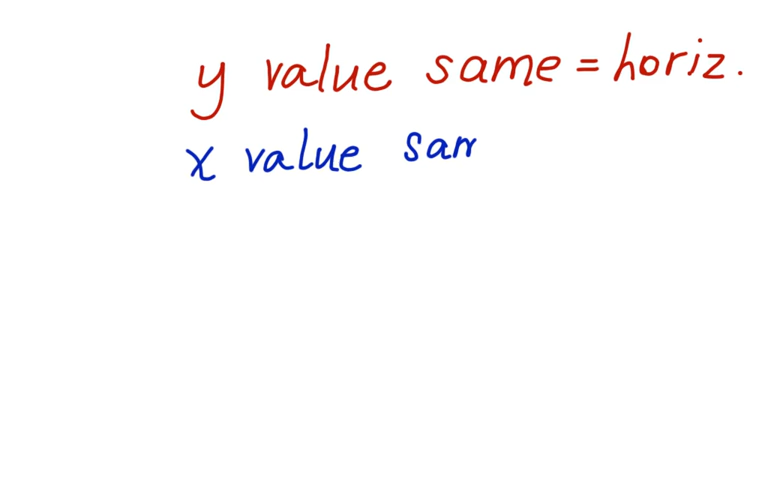 y value same = horiz.
x value sam